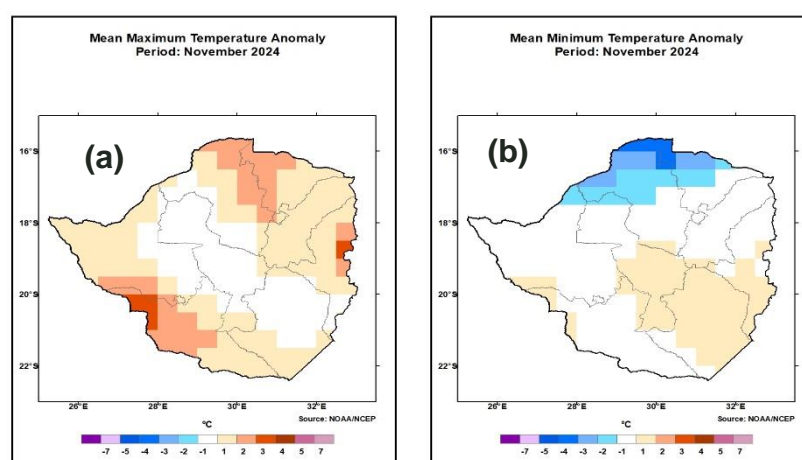 Mean Maximum Temperature Anomaly
Period: November 2024
(a)
16°S
18°S
20°S
22°S
26°E 28°E 30°E 32°E
Source: NOAA/NCEP
°C
-7 -5 -4 -3 -2 -1 1 2 3 4 5 7
Mean Minimum Temperature Anomaly
Period: November 2024
(b)
16°S
18°S
20°S
22°S
26°E 28°E 30°E 32°E
Source: NOAA/NCEP
°C
-7 -5 -4 -3 -2 -1 1 2 3 4 5 7